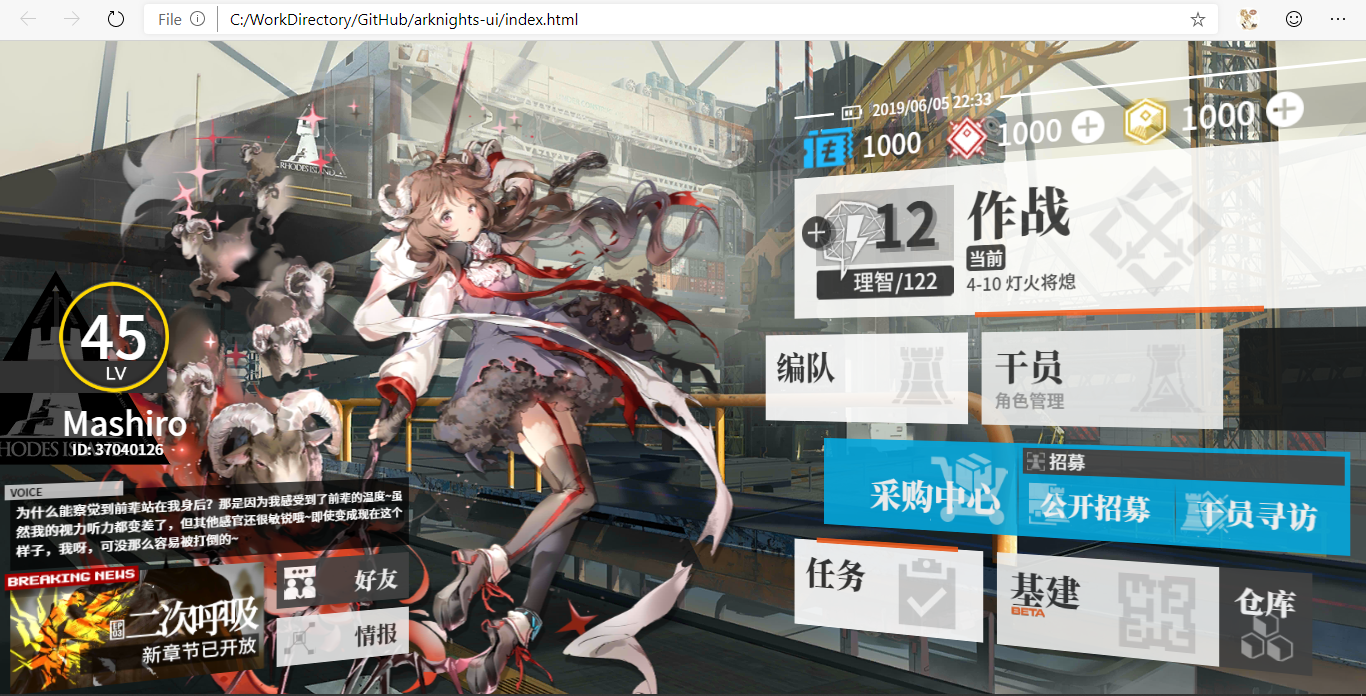 File
C:/WorkDirectory/GitHub/arknights-ui/index.html
2019/06/05 22:33
1000
1000
1000
RHODES ISLAND
12
理智/122
作战
当前
4-10 灯火将熄
45
LV
Mashiro
ID: 37040126
RHODES ISLAND
编队
干员
角色管理
采购中心
招募
公开招募
干员寻访
VOICE
为什么能察觉到前辈站在我身后？那是因为我感受到了前辈的温度~虽
然我的视力听力都变差了，但其他感官还很敏锐哦~即使变成现在这个
样子，我呀，可没那么容易被打倒的~
BREAKING NEWS
EP
03
二次呼吸
新章节已开放
好友
情报
任务
基建
BETA
仓库